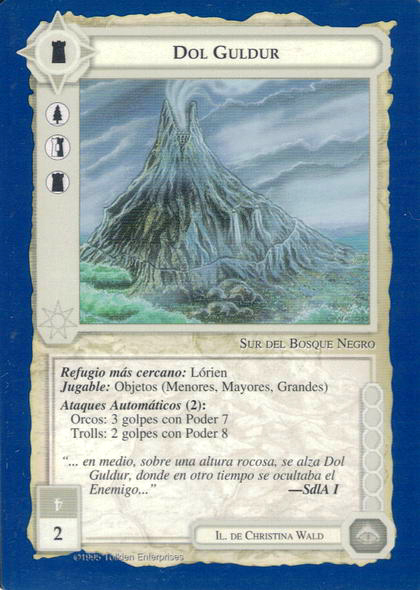 Dol Guldur
Sur del Bosque Negro
Refugio más cercano: Lórien
Jugable: Objetos (Menores, Mayores, Grandes)
Ataques Automáticos (2):
Orcos: 3 golpes con Poder 7
Trolls: 2 golpes con Poder 8
“... en medio, sobre una altura rocosa, se alza Dol
Guldur, donde en otro tiempo se ocultaba el
Enemigo...” —SdlA I
2
Il. de Christina Wald
©1995 Tolkien Enterprises